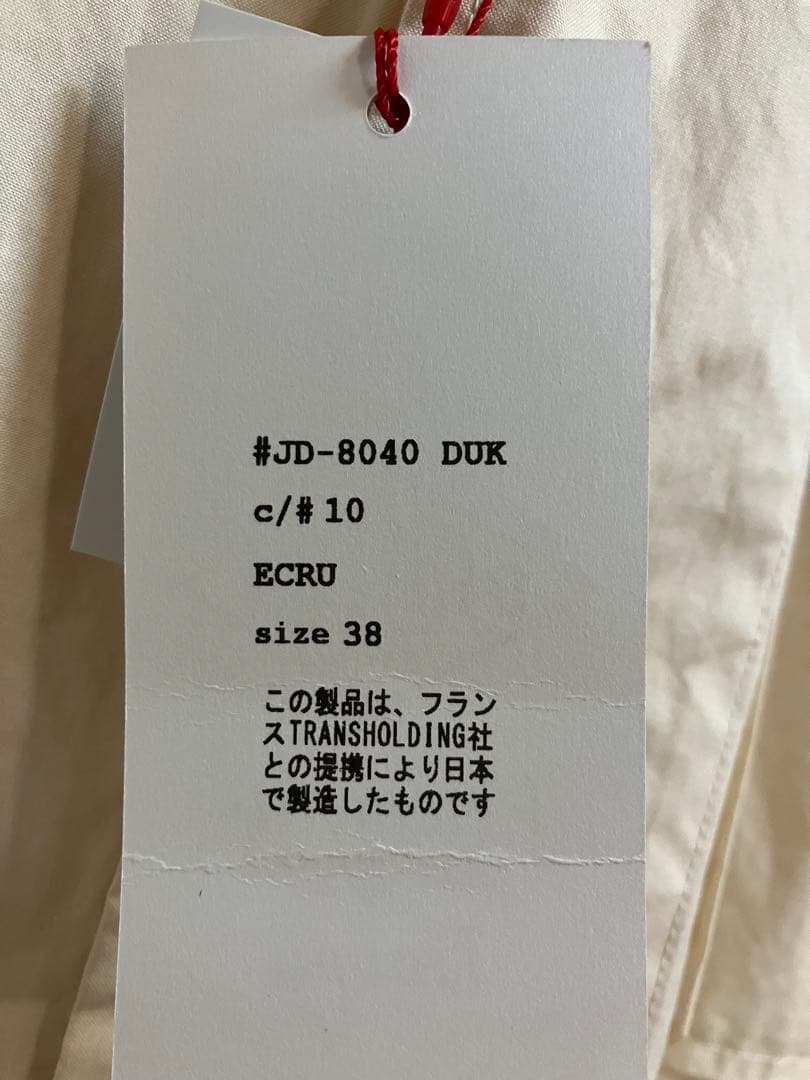 #JD-8040 DUK
c/# 10
ECRU
size 38
この製品は、フラン
スTRANSHOLDING社
との提携により日本
で製造したものです